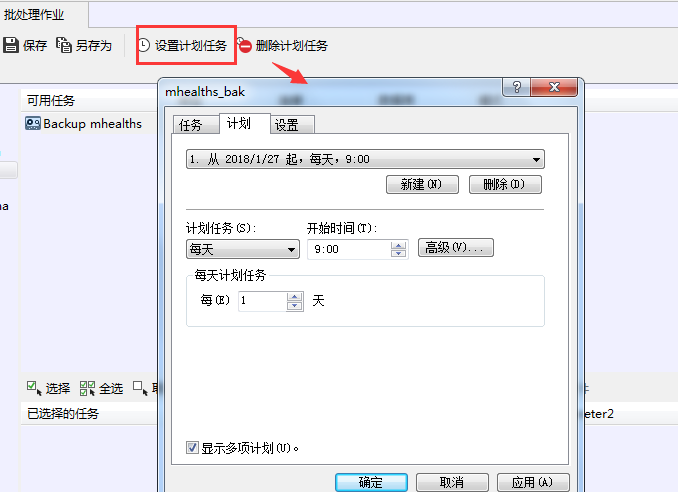 批处理作业
保存 另存为 设置计划任务 删除计划任务
mhealths_bak
可用任务
Backup mhealths
任务 计划 设置
1. 从 2018/1/27 起，每天，9:00
新建(N) 删除(D)
计划任务(S): 开始时间(T):
每天 9:00 高级(V)...
每天计划任务
每(E) 1 天
选择 全选
已选择的任务
eter2
显示多项计划(U)。
确定 取消 应用(A)